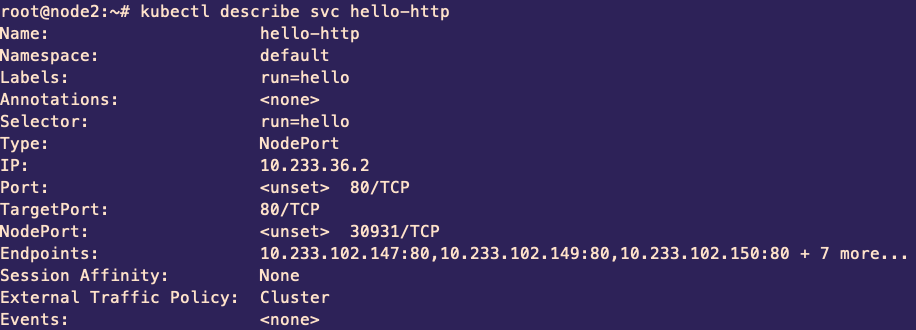 root@node2:~# kubectl describe svc hello-http
Name:                     hello-http
Namespace:                default
Labels:                   run=hello
Annotations:              <none>
Selector:                 run=hello
Type:                     NodePort
IP:                       10.233.36.2
Port:                     <unset>  80/TCP
TargetPort:               80/TCP
NodePort:                 <unset>  30931/TCP
Endpoints:                10.233.102.147:80,10.233.102.149:80,10.233.102.150:80 + 7 more...
Session Affinity:         None
External Traffic Policy:  Cluster
Events:                   <none>